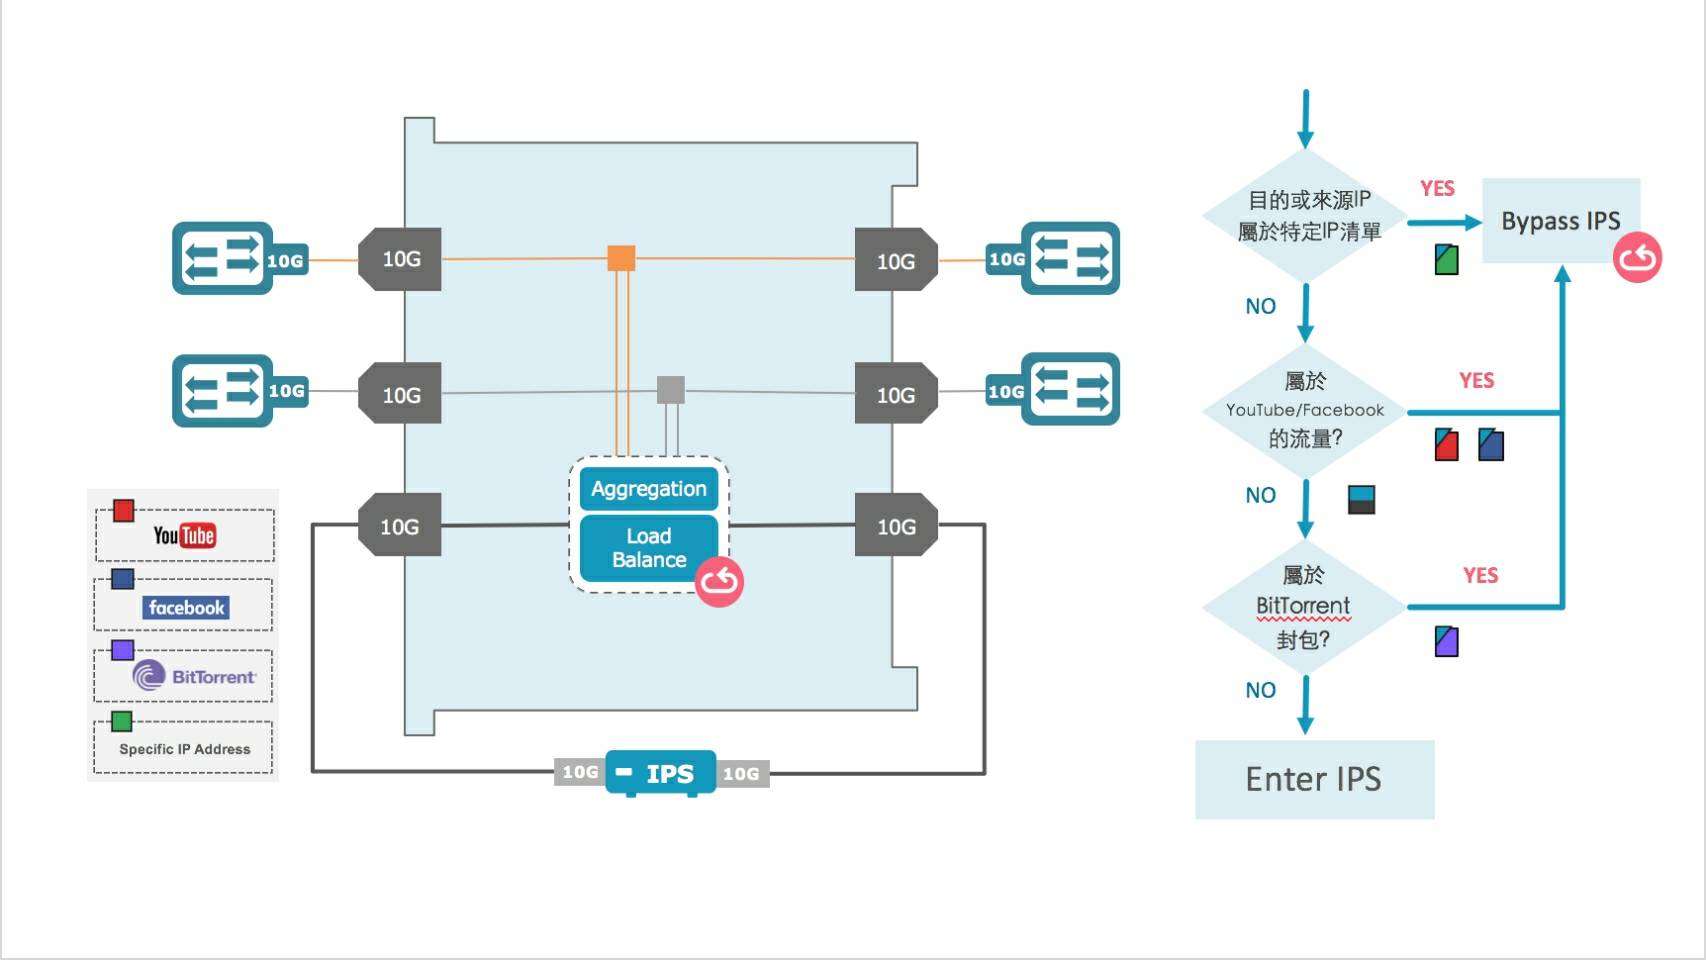 10G
10G
10G
10G
10G
10G
10G
10G
Aggregation
10G
Load
Balance
10G
You Tube
facebook
BitTorrent
Specific IP Address
10G
IPS
10G
目的或來源IP
屬於特定IP清單
YES
Bypass IPS
NO
屬於
YouTube/Facebook
的流量?
YES
NO
屬於
BitTorrent
封包?
YES
NO
Enter IPS